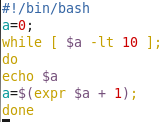 #!/bin/bash
a=0;
while [ $a -lt 10 ];
do
echo $a
a=$(expr $a + 1);
done